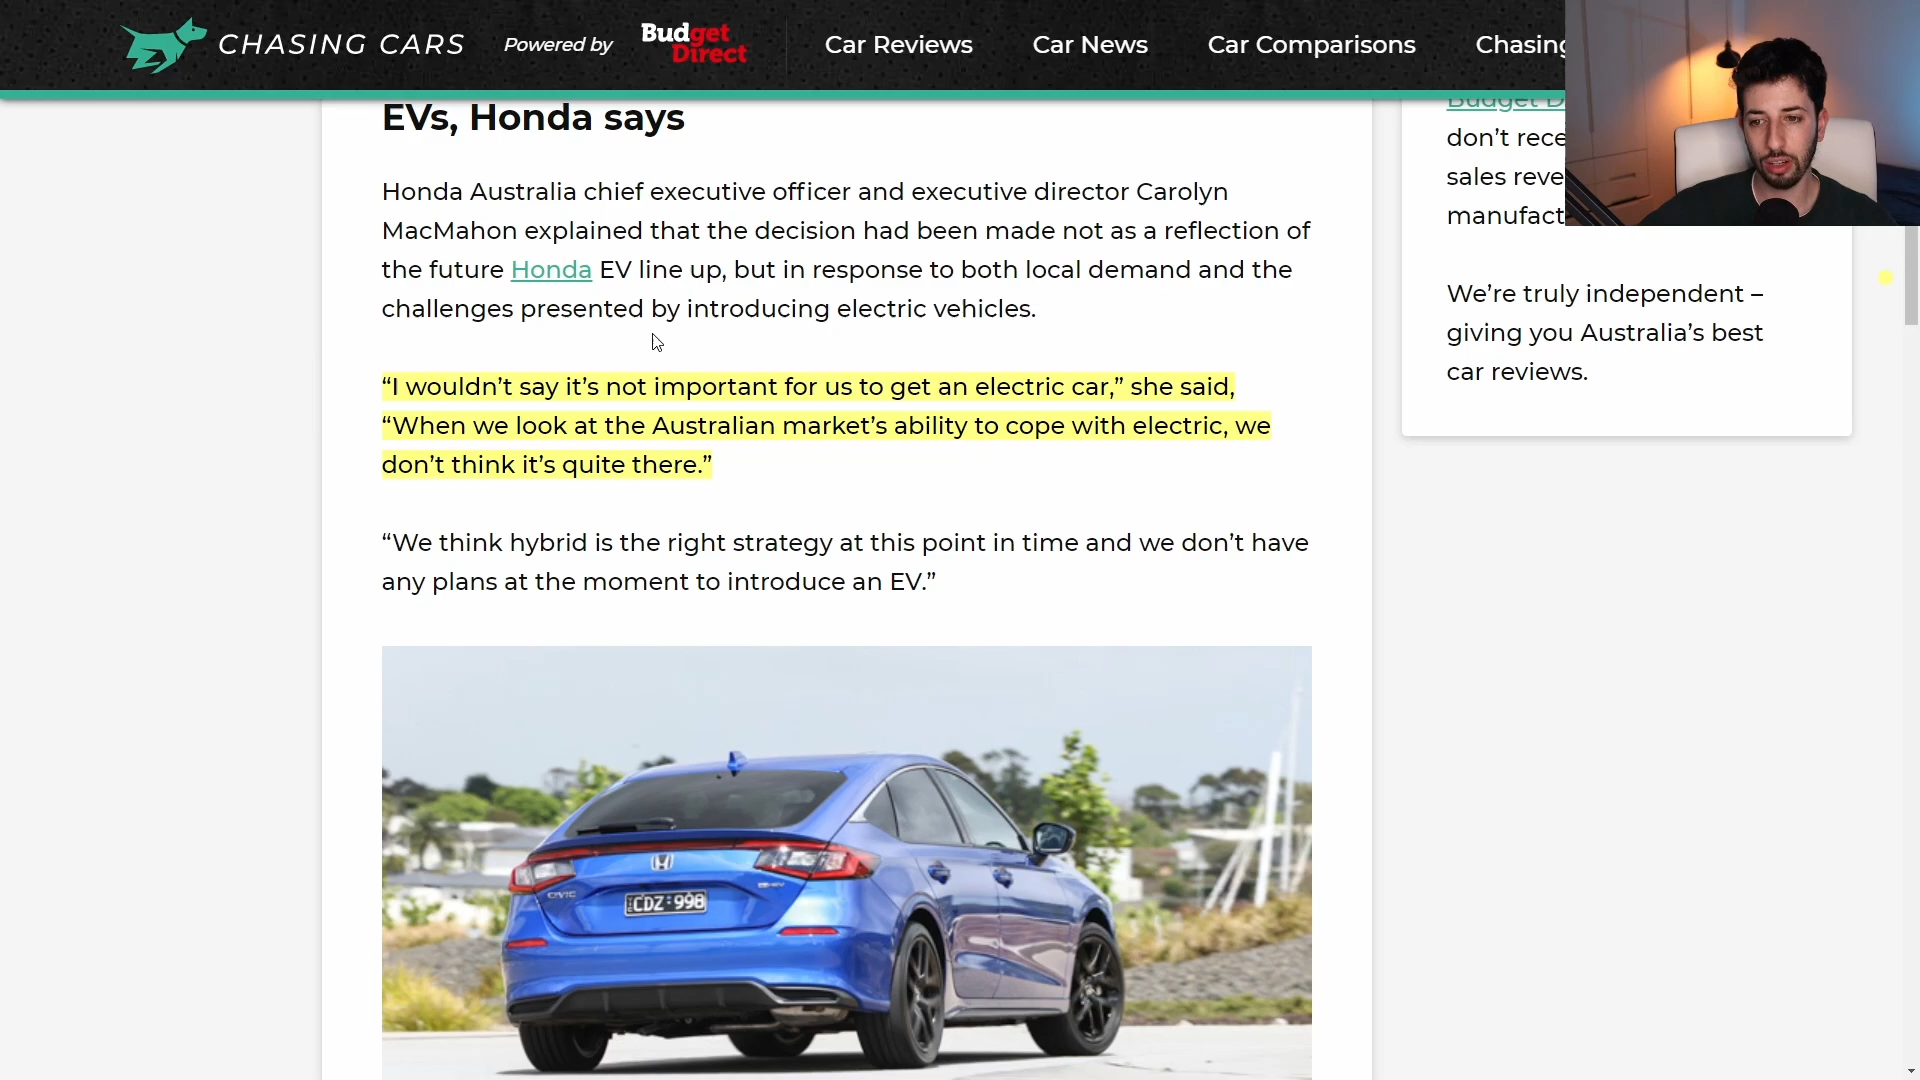 CHASING CARS
Powered by
Budget
Direct
Car Reviews
Car News
Car Comparisons
Chasing
EVs, Honda says
Honda Australia chief executive officer and executive director Carolyn
MacMahon explained that the decision had been made not as a reflection of
the future Honda EV line up, but in response to both local demand and the
challenges presented by introducing electric vehicles.
“I wouldn’t say it’s not important for us to get an electric car,” she said,
“When we look at the Australian market’s ability to cope with electric, we
don’t think it’s quite there.”
“We think hybrid is the right strategy at this point in time and we don’t have
any plans at the moment to introduce an EV.”
CIVIC
CDZ 998
Budget D
don’t rece
sales reve
manufact
We’re truly independent –
giving you Australia’s best
car reviews.